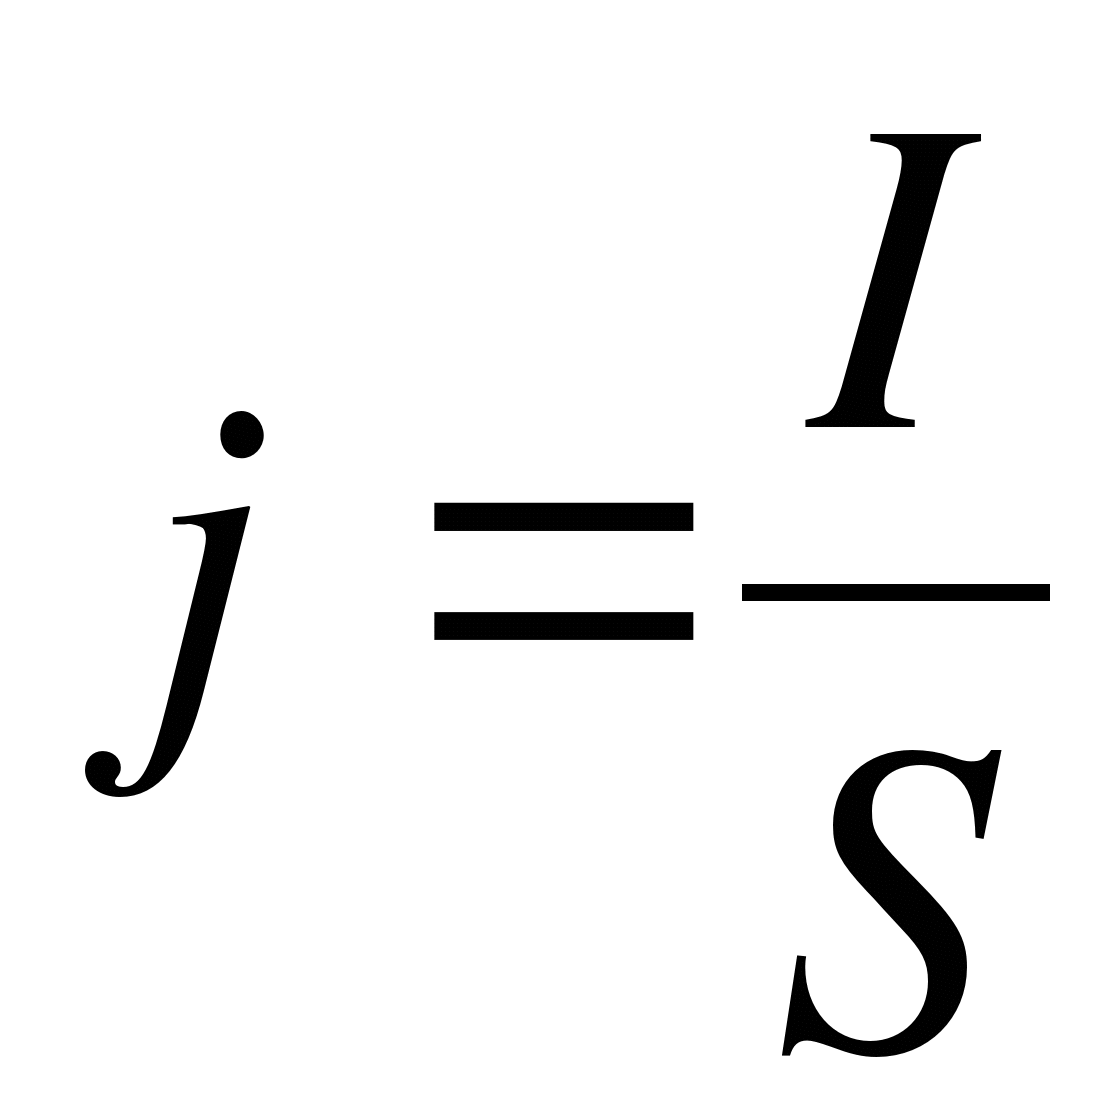 j = I/S